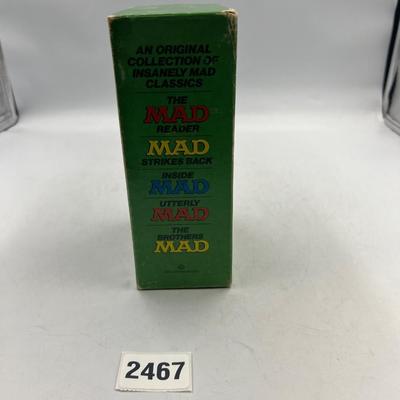 AN ORIGINAL
COLLECTION OF
INSANELY MAD
CLASSICS
THE
MAD
READER
MAD
STRIKES BACK
INSIDE
MAD
UTTERLY
MAD
THE
BROTHERS
MAD
2467